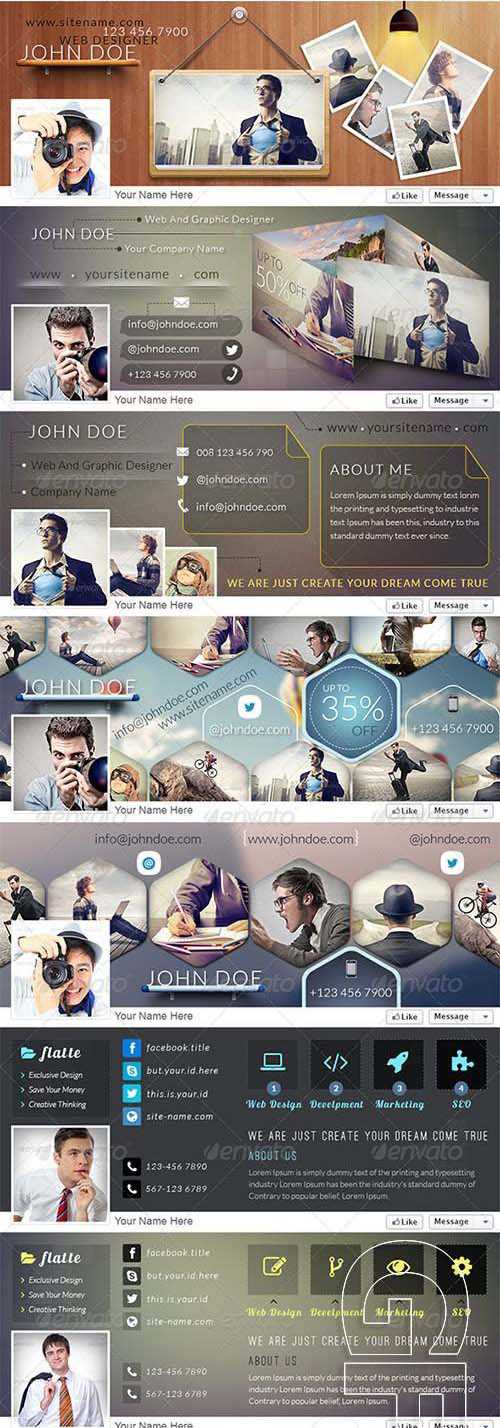 www.sitename.com
123 456 7900
WEB DESIGNER
JOHN DOE
Your Name Here
Like
Message
Web And Graphic Designer
JOHN DOE
Your Company Name
www • yoursitename • com
UP TO
50% OFF
info@johndoe.com
@johndoe.com
+123 456 7900
envato
Your Name Here
Like
Message
JOHN DOE
www • yoursitename • com
Web And Graphic Designer
Company Name
008 123 456 790
@johndoe.com
info@johndoe.com
ABOUT ME
Lorem Ipsum is simply dummy text lorem
the printing and typesetting to industrie
text Ipsum has been this, industry to this
standard dummy text ever since.
WE ARE JUST CREATE YOUR DREAM COME TRUE
Your Name Here
Like
Message
JOHN DOE
info@johndoe.com
www.sitename.com
@johndoe.com
UP TO
35%
OFF
+123 456 7900
envato
Your Name Here
Like
Message
info@johndoe.com
www.johndoe.com
@johndoe.com
JOHN DOE
+123 456 7900
envato
Your Name Here
Like
Message
flatte
Exclusive Design
Save Your Money
Creative Thinking
facebook.title
but.your.id.here
this.is.your.id
site-name.com
123-456 7890
567-123 6789
1
2
3
4
Web Design
Develpment
Marketing
SEO
WE ARE JUST CREATE YOUR DREAM COME TRUE
ABOUT US
Lorem Ipsum is simply dummy text of the printing and typesetting
industry Lorem Ipsum has been the industry's standard dummy of
Contrary to popular belief, Lorem Ipsum.
Your Name Here
Like
Message
flatte
Exclusive Design
Save Your Money
Creative Thinking
facebook.title
but.your.id.here
this.is.your.id
site-name.com
123-456 7890
567-123 6789
Web Design
Develpment
Marketing
SEO
WE ARE JUST CREATE YOUR DREAM COME TRUE
ABOUT US
Lorem Ipsum is simply dummy text of the printing and typesetting
industry Lorem Ipsum has been the industry's standard dummy of
Contrary to popular belief, Lorem Ipsum.